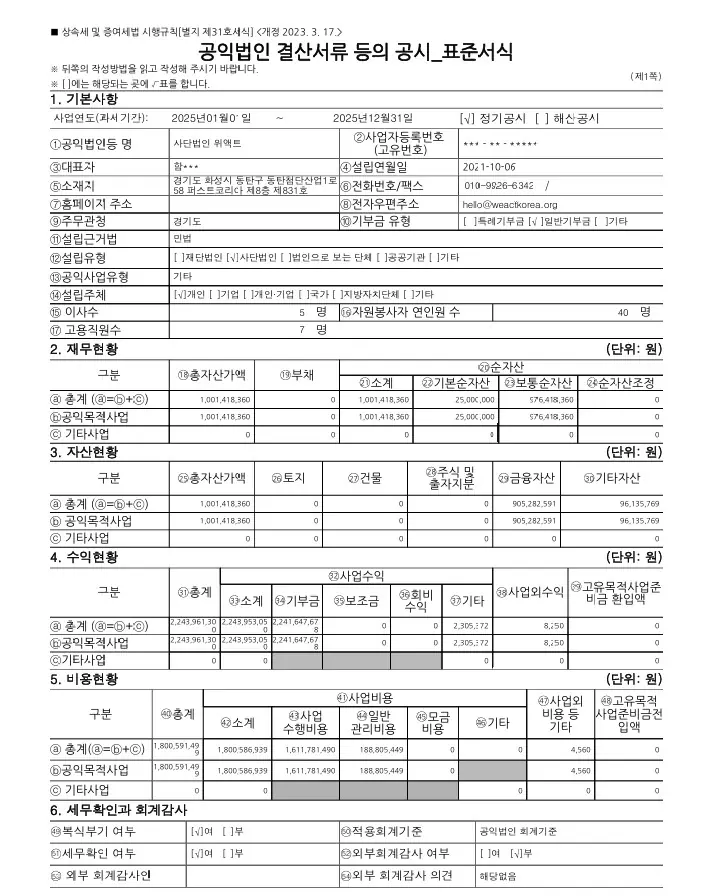 ■ 상속세 및 증여세법 시행규칙[별지 제31호서식] <개정 2023. 3. 17.>
공익법인 결산서류 등의 공시_표준서식
※ 뒤쪽의 작성방법을 읽고 작성해 주시기 바랍니다.
※ [ ]에는 해당되는 곳에 √표를 합니다.
(제1쪽)
1. 기본사항
사업연도(과세기간): 2025년01월01일 ~ 2025년12월31일 [√] 정기공시 [ ] 해산공시
①공익법인등 명 사단법인 위액트 ②사업자등록번호 (고유번호) *** - ** - *****
③대표자 함*** ④설립연월일 2021-10-06
⑤소재지 경기도 화성시 동탄구 동탄첨단산업1로 58 퍼스트코리아 제8층 제831호 ⑥전화번호/팩스 010-9926-6342 /
⑦홈페이지 주소 ⑧전자우편주소 hello@weactkorea.org
⑨주무관청 경기도 ⑩기부금 유형 [ ]특례기부금 [√ ]일반기부금 [ ]기타
⑪설립근거법 민법
⑫설립유형 [ ]재단법인 [√]사단법인 [ ]법인으로 보는 단체 [ ]공공기관 [ ]기타
⑬공익사업유형 기타
⑭설립주체 [√]개인 [ ]기업 [ ]개인·기업 [ ]국가 [ ]지방자치단체 [ ]기타
⑮ 이사수 5 명 ⑯자원봉사자 연인원 수 40 명
⑰ 고용직원수 7 명
2. 재무현황 (단위: 원)
구분 ⑱총자산가액 ⑲부채 ⑳순자산
㉑소계 ㉒기본순자산 ㉓보통순자산 ㉔순자산조정
ⓐ 총계 (ⓐ=ⓑ+ⓒ) 1,001,418,360 0 1,001,418,360 25,000,000 976,418,360 0
ⓑ공익목적사업 1,001,418,360 0 1,001,418,360 25,000,000 976,418,360 0
ⓒ 기타사업 0 0 0 0 0 0
3. 자산현황 (단위: 원)
구분 ㉕총자산가액 ㉖토지 ㉗건물 ㉘주식 및 출자지분 ㉙금융자산 ㉚기타자산
ⓐ 총계 (ⓐ=ⓑ+ⓒ) 1,001,418,360 0 0 0 905,282,591 96,135,769
ⓑ 공익목적사업 1,001,418,360 0 0 0 905,282,591 96,135,769
ⓒ 기타사업 0 0 0 0 0 0
4. 수익현황 (단위: 원)
구분 ㉛총계 ㉜사업수익 ㊳사업외수익 ㊴고유목적사업준비금 환입액
㉝소계 ㉞기부금 ㉟보조금 ㊱회비 수익 ㊲기타
ⓐ 총계 (ⓐ=ⓑ+ⓒ) 2,243,961,300 2,243,953,050 2,241,647,678 0 0 2,305,372 8,250 0
ⓑ공익목적사업 2,243,961,300 2,243,953,050 2,241,647,678 0 0 2,305,372 8,250 0
ⓒ기타사업 0 0 0 0 0
5. 비용현황 (단위: 원)
구분 ㊵총계 ㊶사업비용 ㊼사업외 비용 등 기타 ㊽고유목적 사업준비금전입액
㊷소계 ㊸사업 수행비용 ㊹일반 관리비용 ㊺모금 비용 ㊻기타
ⓐ 총계(ⓐ=ⓑ+ⓒ) 1,800,591,499 1,800,586,939 1,611,781,490 188,805,449 0 0 4,560 0
ⓑ공익목적사업 1,800,591,499 1,800,586,939 1,611,781,490 188,805,449 0 4,560 0
ⓒ 기타사업 0 0 0 0 0
6. 세무확인과 회계감사
㊾복식부기 여부 [√]여 [ ]부 ㊿적용회계기준 공익법인 회계기준
51세무확인 여부 [√]여 [ ]부 52외부회계감사 여부 [ ]여 [√]부
53 외부 회계감사인 54외부 회계감사 의견 해당없음